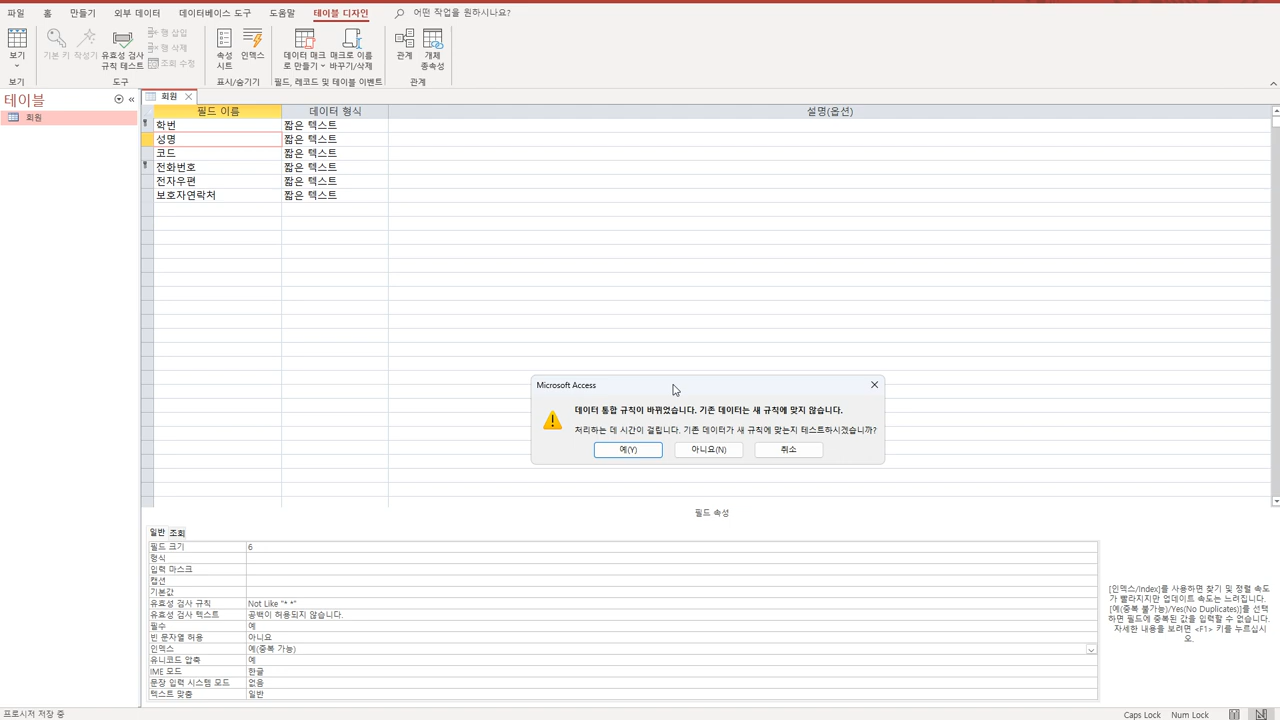 파일 홈 만들기 외부 데이터 데이터베이스 도구 도움말 테이블 디자인 어떤 작업을 원하시나요?
보기 기본 키 작성기 유효성 검사 규칙 테스트 행 삽입 행 삭제 조회 수정 속성 시트 인덱스 데이터 매크로 만들기 매크로 이름 바꾸기/삭제 관계 개체 종속성
보기 도구 표시/숨기기 필드, 레코드 및 테이블 이벤트 관계
테이블 «
회원
회원
필드 이름 데이터 형식 설명(옵션)
학번 짧은 텍스트
성명 짧은 텍스트
코드 짧은 텍스트
전화번호 짧은 텍스트
전자우편 짧은 텍스트
보호자연락처 짧은 텍스트
Microsoft Access
데이터 통합 규칙이 바뀌었습니다. 기존 데이터는 새 규칙에 맞지 않습니다.
처리하는 데 시간이 걸립니다. 기존 데이터가 새 규칙에 맞는지 테스트하시겠습니까?
예(Y) 아니요(N) 취소
필드 속성
일반 조회
필드 크기 6
형식
입력 마스크
캡션
기본값
유효성 검사 규칙 Not Like "* *"
유효성 검사 텍스트 공백이 허용되지 않습니다.
필수 예
빈 문자열 허용 아니요
인덱스 예(중복 가능)
유니코드 압축 예
IME 모드 한글
문장 입력 시스템 모드 없음
텍스트 맞춤 일반
[인덱스/Index]를 사용하면 찾기 및 정렬 속도
가 빨라지지만 업데이트 속도는 느려집니다.
[예(중복 불가능)/Yes(No Duplicates)]를 선택
하면 필드에 중복된 값을 입력할 수 없습니다.
자세한 내용을 보려면 <F1> 키를 누르십시
오.
프로시저 저장 중 Caps Lock Num Lock